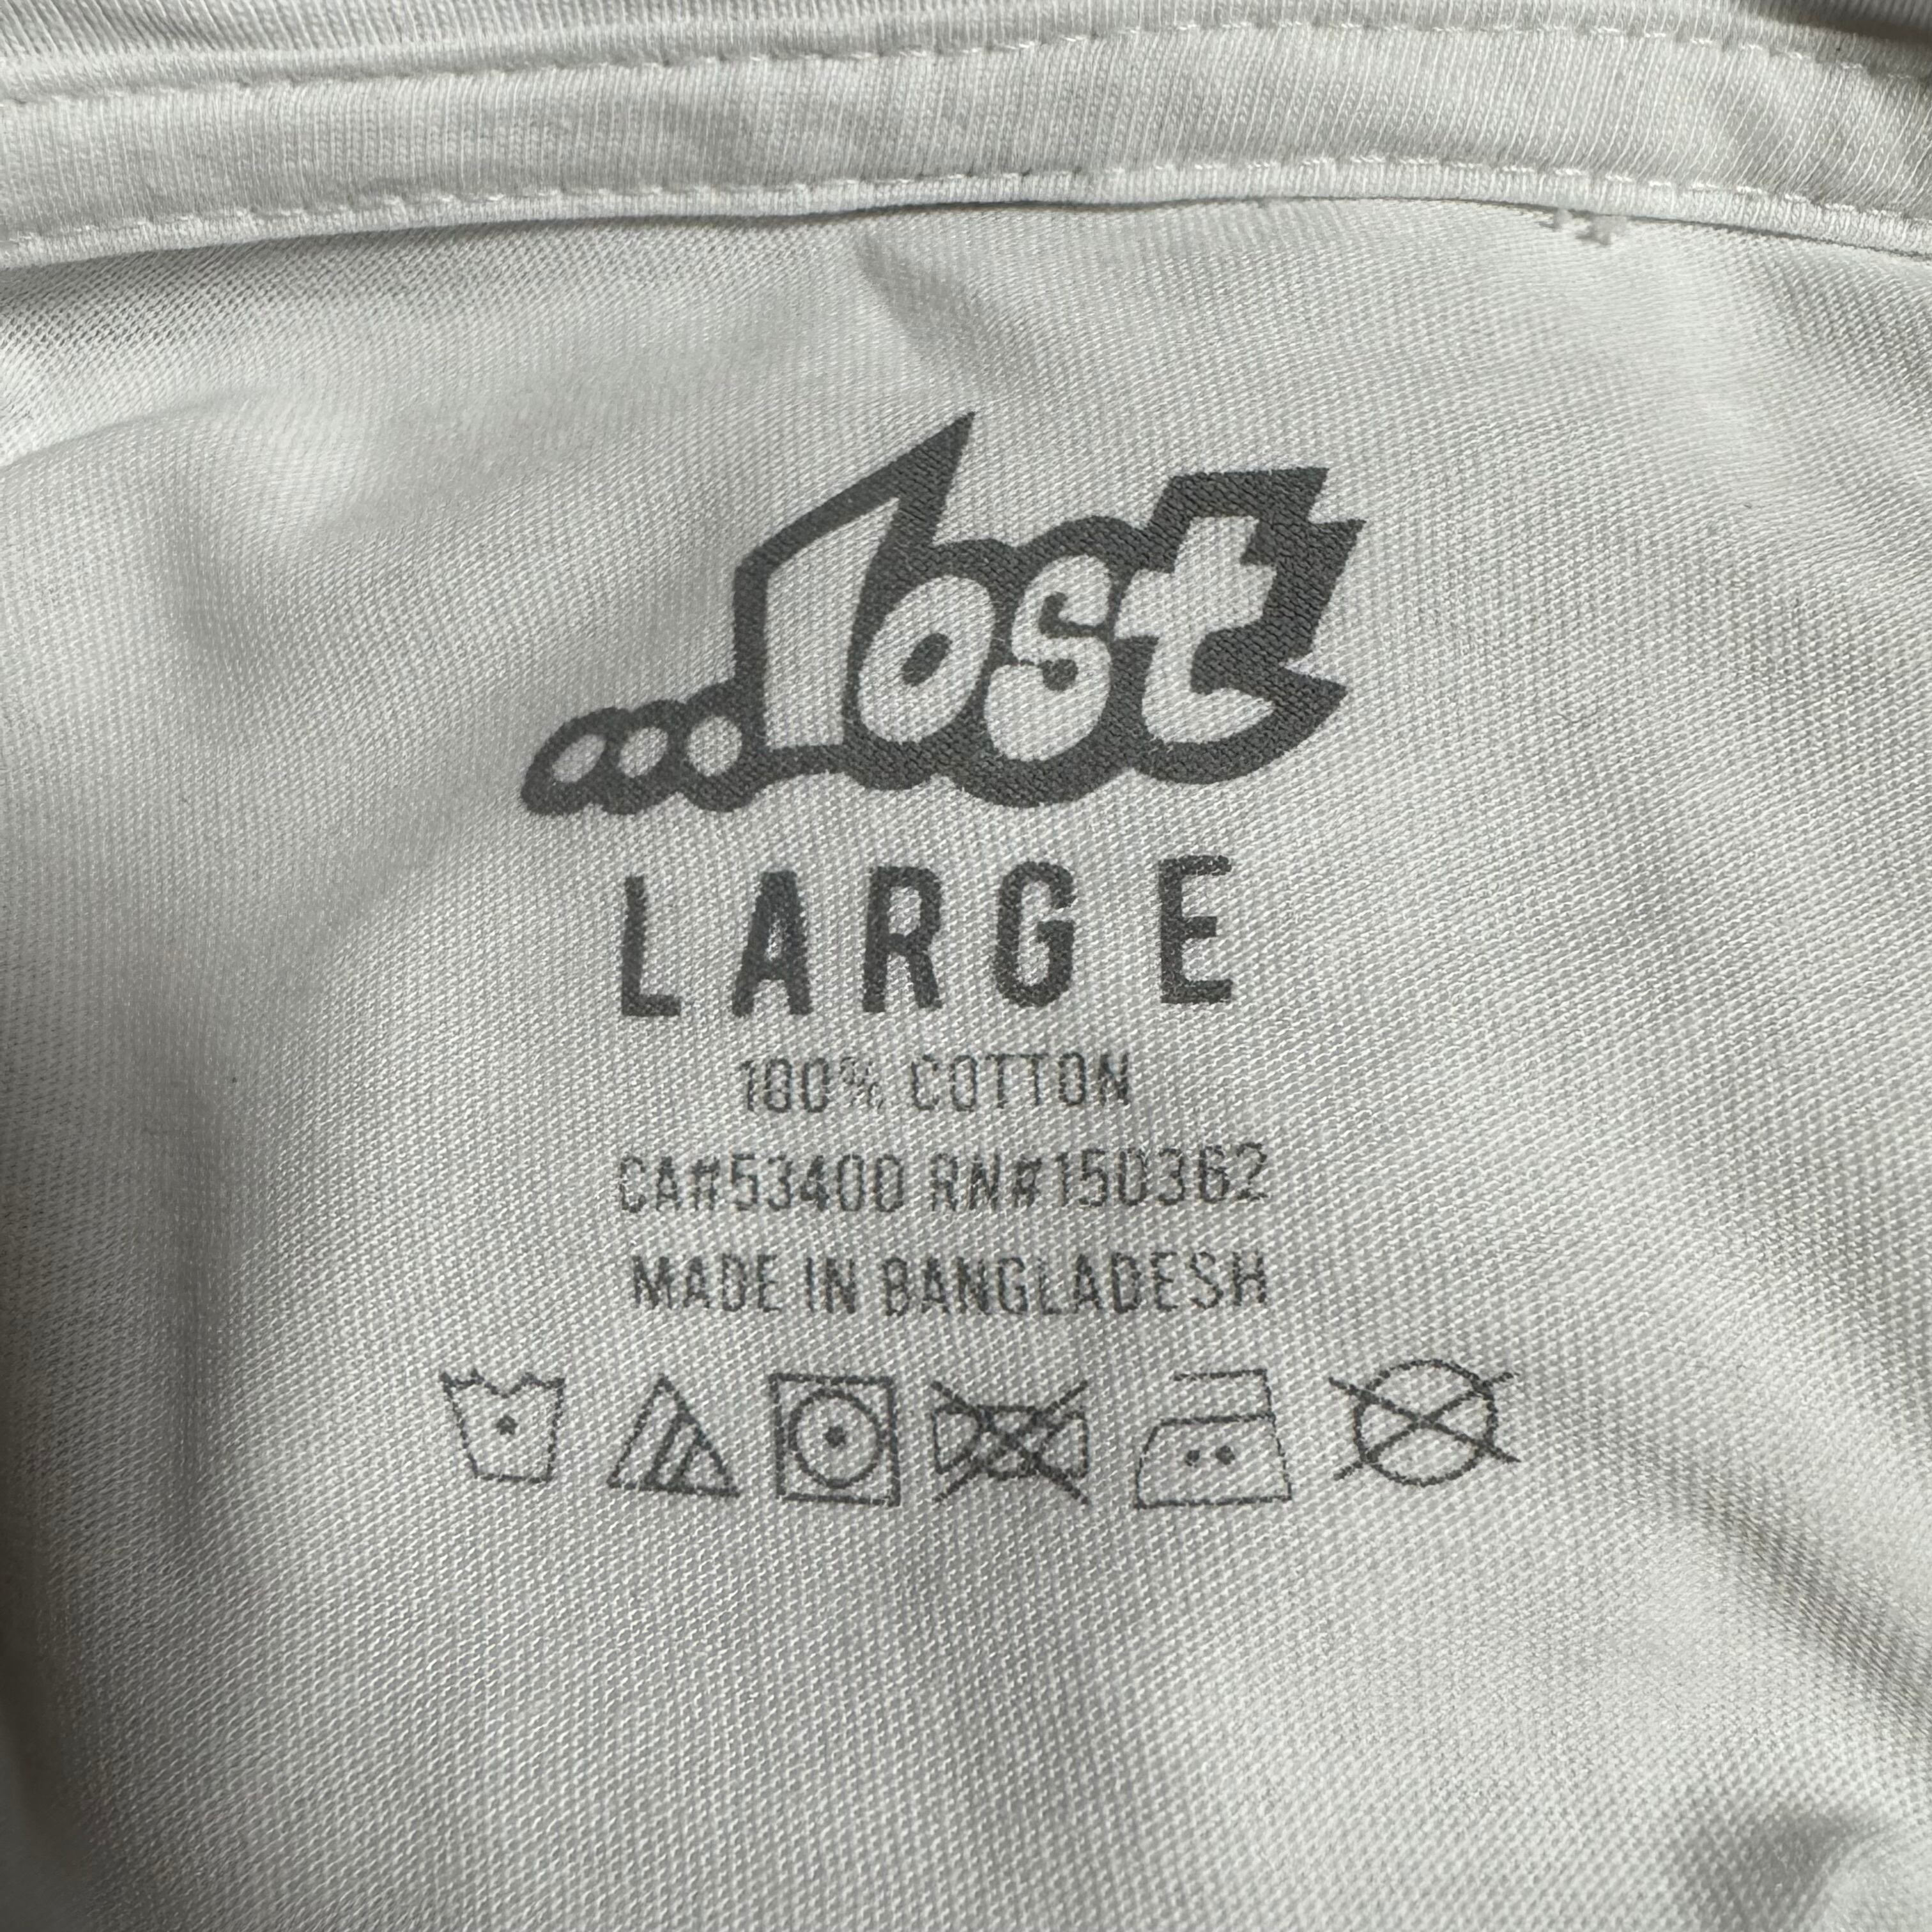 ...lost
LARGE
100% COTTON
CA#53400 RN#150362
MADE IN BANGLADESH